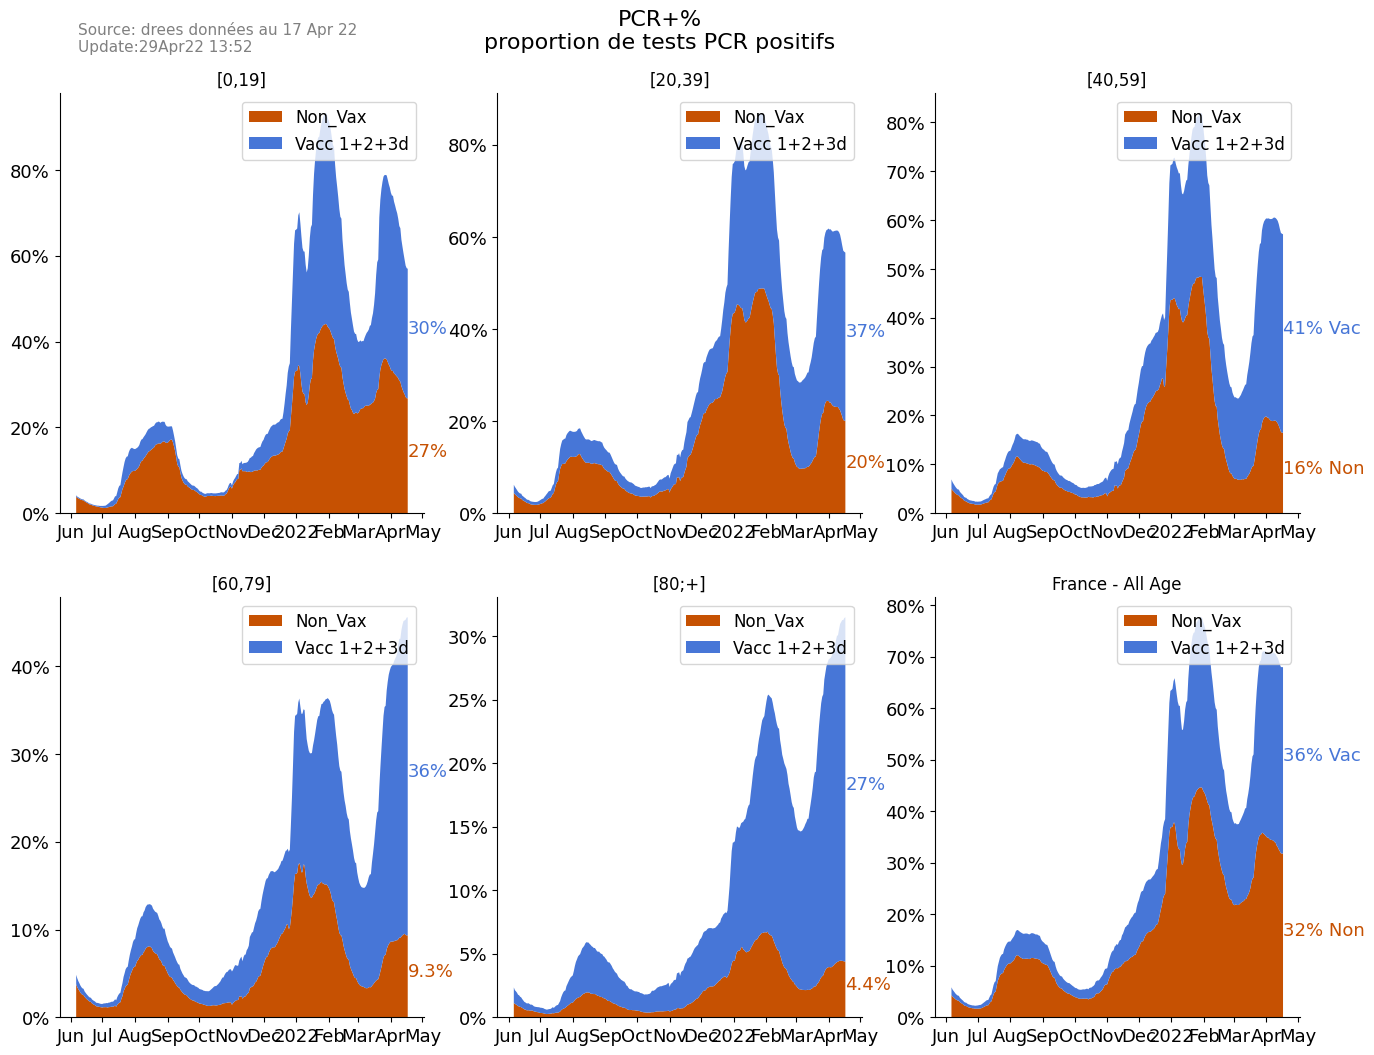 Source: drees données au 17 Apr 22
Update:29Apr22 13:52
PCR+%
proportion de tests PCR positifs
[0,19]
Non_Vax
Vacc 1+2+3d
80%
60%
40%
20%
0%
30%
27%
Jun Jul Aug Sep Oct Nov Dec 2022 Feb Mar Apr May
[20,39]
Non_Vax
Vacc 1+2+3d
80%
60%
40%
20%
0%
37%
20%
Jun Jul Aug Sep Oct Nov Dec 2022 Feb Mar Apr May
[40,59]
Non_Vax
Vacc 1+2+3d
80%
70%
60%
50%
40%
30%
20%
10%
0%
41% Vac
16% Non
Jun Jul Aug Sep Oct Nov Dec 2022 Feb Mar Apr May
[60,79]
Non_Vax
Vacc 1+2+3d
40%
30%
20%
10%
0%
36%
9.3%
Jun Jul Aug Sep Oct Nov Dec 2022 Feb Mar Apr May
[80;+]
Non_Vax
Vacc 1+2+3d
30%
25%
20%
15%
10%
5%
0%
27%
4.4%
Jun Jul Aug Sep Oct Nov Dec 2022 Feb Mar Apr May
France - All Age
Non_Vax
Vacc 1+2+3d
80%
70%
60%
50%
40%
30%
20%
10%
0%
36% Vac
32% Non
Jun Jul Aug Sep Oct Nov Dec 2022 Feb Mar Apr May